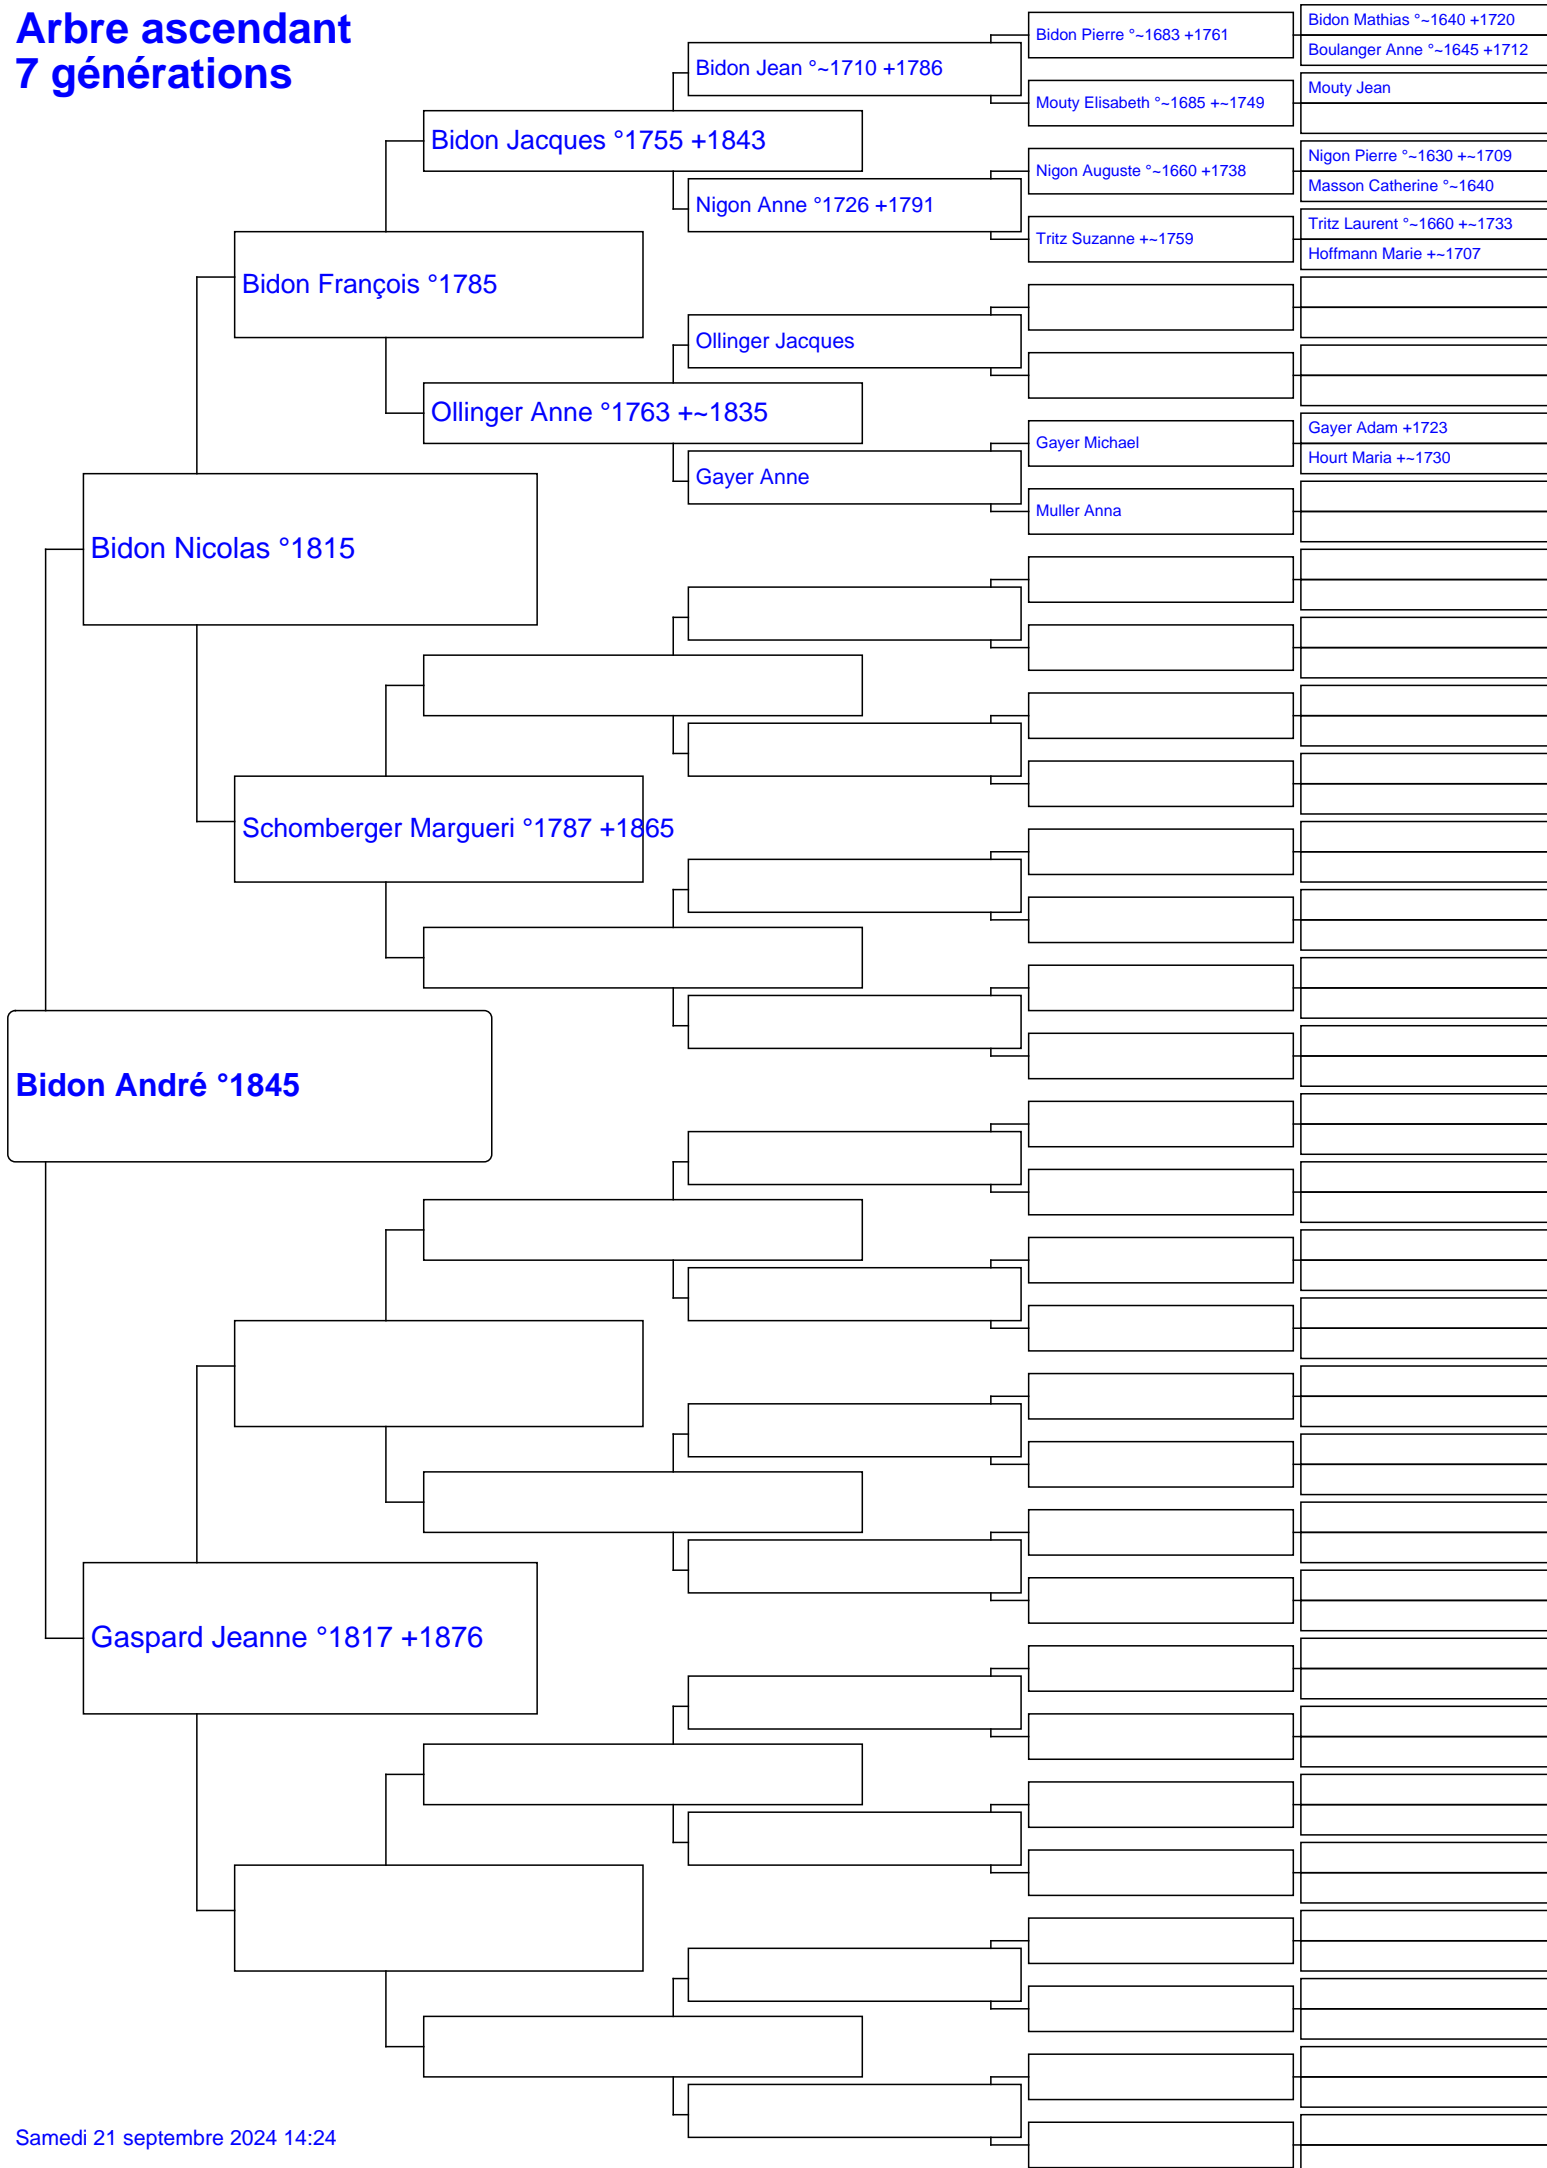 Arbre ascendant
7 générations
Bidon Pierre °~1683 +1761
Bidon Mathias °~1640 +1720
Boulanger Anne °~1645 +1712
Bidon Jean °~1710 +1786
Mouty Elisabeth °~1685 +~1749
Mouty Jean
Bidon Jacques °1755 +1843
Nigon Auguste °~1660 +1738
Nigon Pierre °~1630 +~1709
Masson Catherine °~1640
Nigon Anne °1726 +1791
Tritz Suzanne +~1759
Tritz Laurent °~1660 +~1733
Hoffmann Marie +~1707
Bidon François °1785
Ollinger Jacques
Ollinger Anne °1763 +~1835
Gayer Michael
Gayer Adam +1723
Hourt Maria +~1730
Gayer Anne
Muller Anna
Bidon Nicolas °1815
Schomberger Margueri °1787 +1865
Bidon André °1845
Gaspard Jeanne °1817 +1876
Samedi 21 septembre 2024 14:24